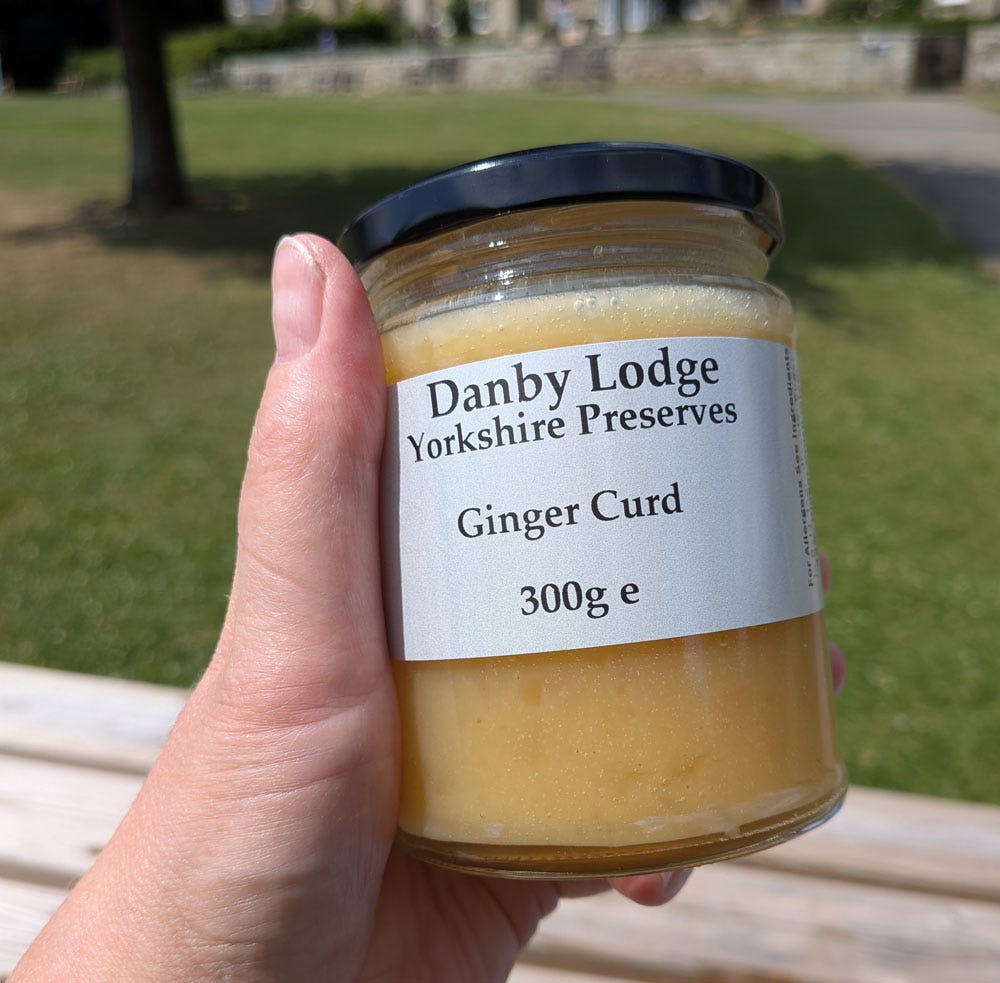 Danby Lodge
Yorkshire Preserves
Ginger Curd
300g e
For Allergens See Ingredients